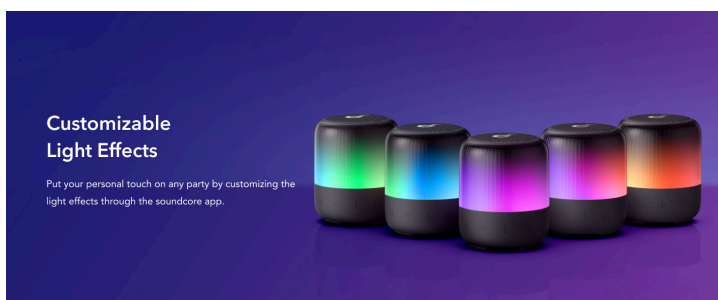 Customizable
Light Effects
Put your personal touch on any party by customizing the
light effects through the soundcore app.